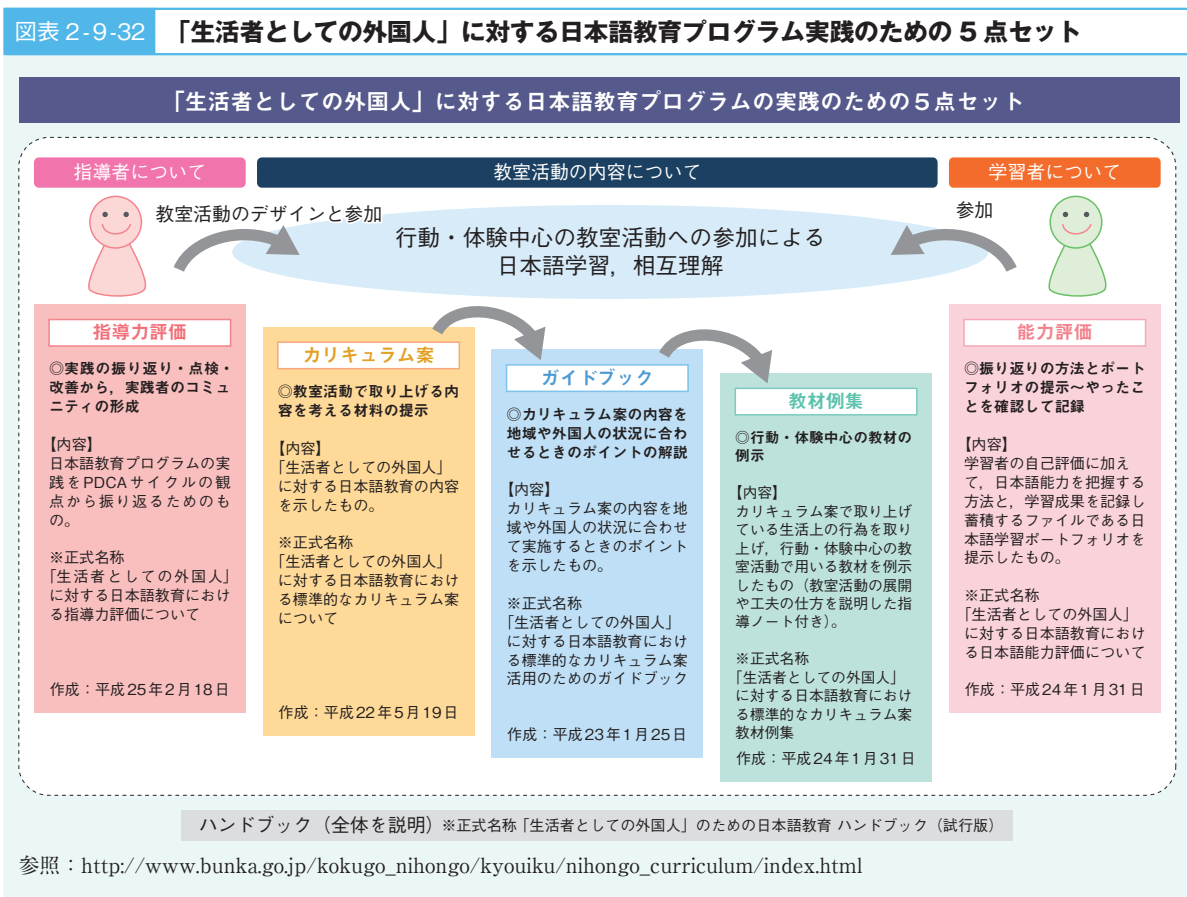 図表 2-9-32 「生活者としての外国人」に対する日本語教育プログラム実践のための 5 点セット
「生活者としての外国人」に対する日本語教育プログラムの実践のための5点セット
指導者について
教室活動の内容について
学習者について
教室活動のデザインと参加
参加
行動・体験中心の教室活動への参加による
日本語学習，相互理解
指導力評価
◎実践の振り返り・点検・
改善から，実践者のコミュ
ニティの形成
【内容】
日本語教育プログラムの実
践をPDCAサイクルの観
点から振り返るためのも
の。
※正式名称
「生活者としての外国人」
に対する日本語教育におけ
る指導力評価について
作成：平成25年2月18日
カリキュラム案
◎教室活動で取り上げる内
容を考える材料の提示
【内容】
「生活者としての外国人」
に対する日本語教育の内容
を示したもの。
※正式名称
「生活者としての外国人」
に対する日本語教育におけ
る標準的なカリキュラム案
について
作成：平成22年5月19日
ガイドブック
◎カリキュラム案の内容を
地域や外国人の状況に合わ
せるときのポイントの解説
【内容】
カリキュラム案の内容を地
域や外国人の状況に合わせ
て実施するときのポイント
を示したもの。
※正式名称
「生活者としての外国人」
に対する日本語教育におけ
る標準的なカリキュラム案
活用のためのガイドブック
作成：平成23年1月25日
教材例集
◎行動・体験中心の教材の
例示
【内容】
カリキュラム案で取り上げ
ている生活上の行為を取り
上げ，行動・体験中心の教
室活動で用いる教材を例示
したもの（教室活動の展開
や工夫の仕方を説明した指
導ノート付き）。
※正式名称
「生活者としての外国人」
に対する日本語教育におけ
る標準的なカリキュラム案
教材例集
作成：平成24年1月31日
能力評価
◎振り返りの方法とポート
フォリオの提示～やったこ
とを確認して記録
【内容】
学習者の自己評価に加え
て，日本語能力を把握する
方法と，学習成果を記録し
蓄積するファイルである日
本語学習ポートフォリオを
提示したもの。
※正式名称
「生活者としての外国人」
に対する日本語教育におけ
る日本語能力評価について
作成：平成24年1月31日
ハンドブック（全体を説明）※正式名称「生活者としての外国人」のための日本語教育 ハンドブック（試行版）
参照：http://www.bunka.go.jp/kokugo_nihongo/kyouiku/nihongo_curriculum/index.html